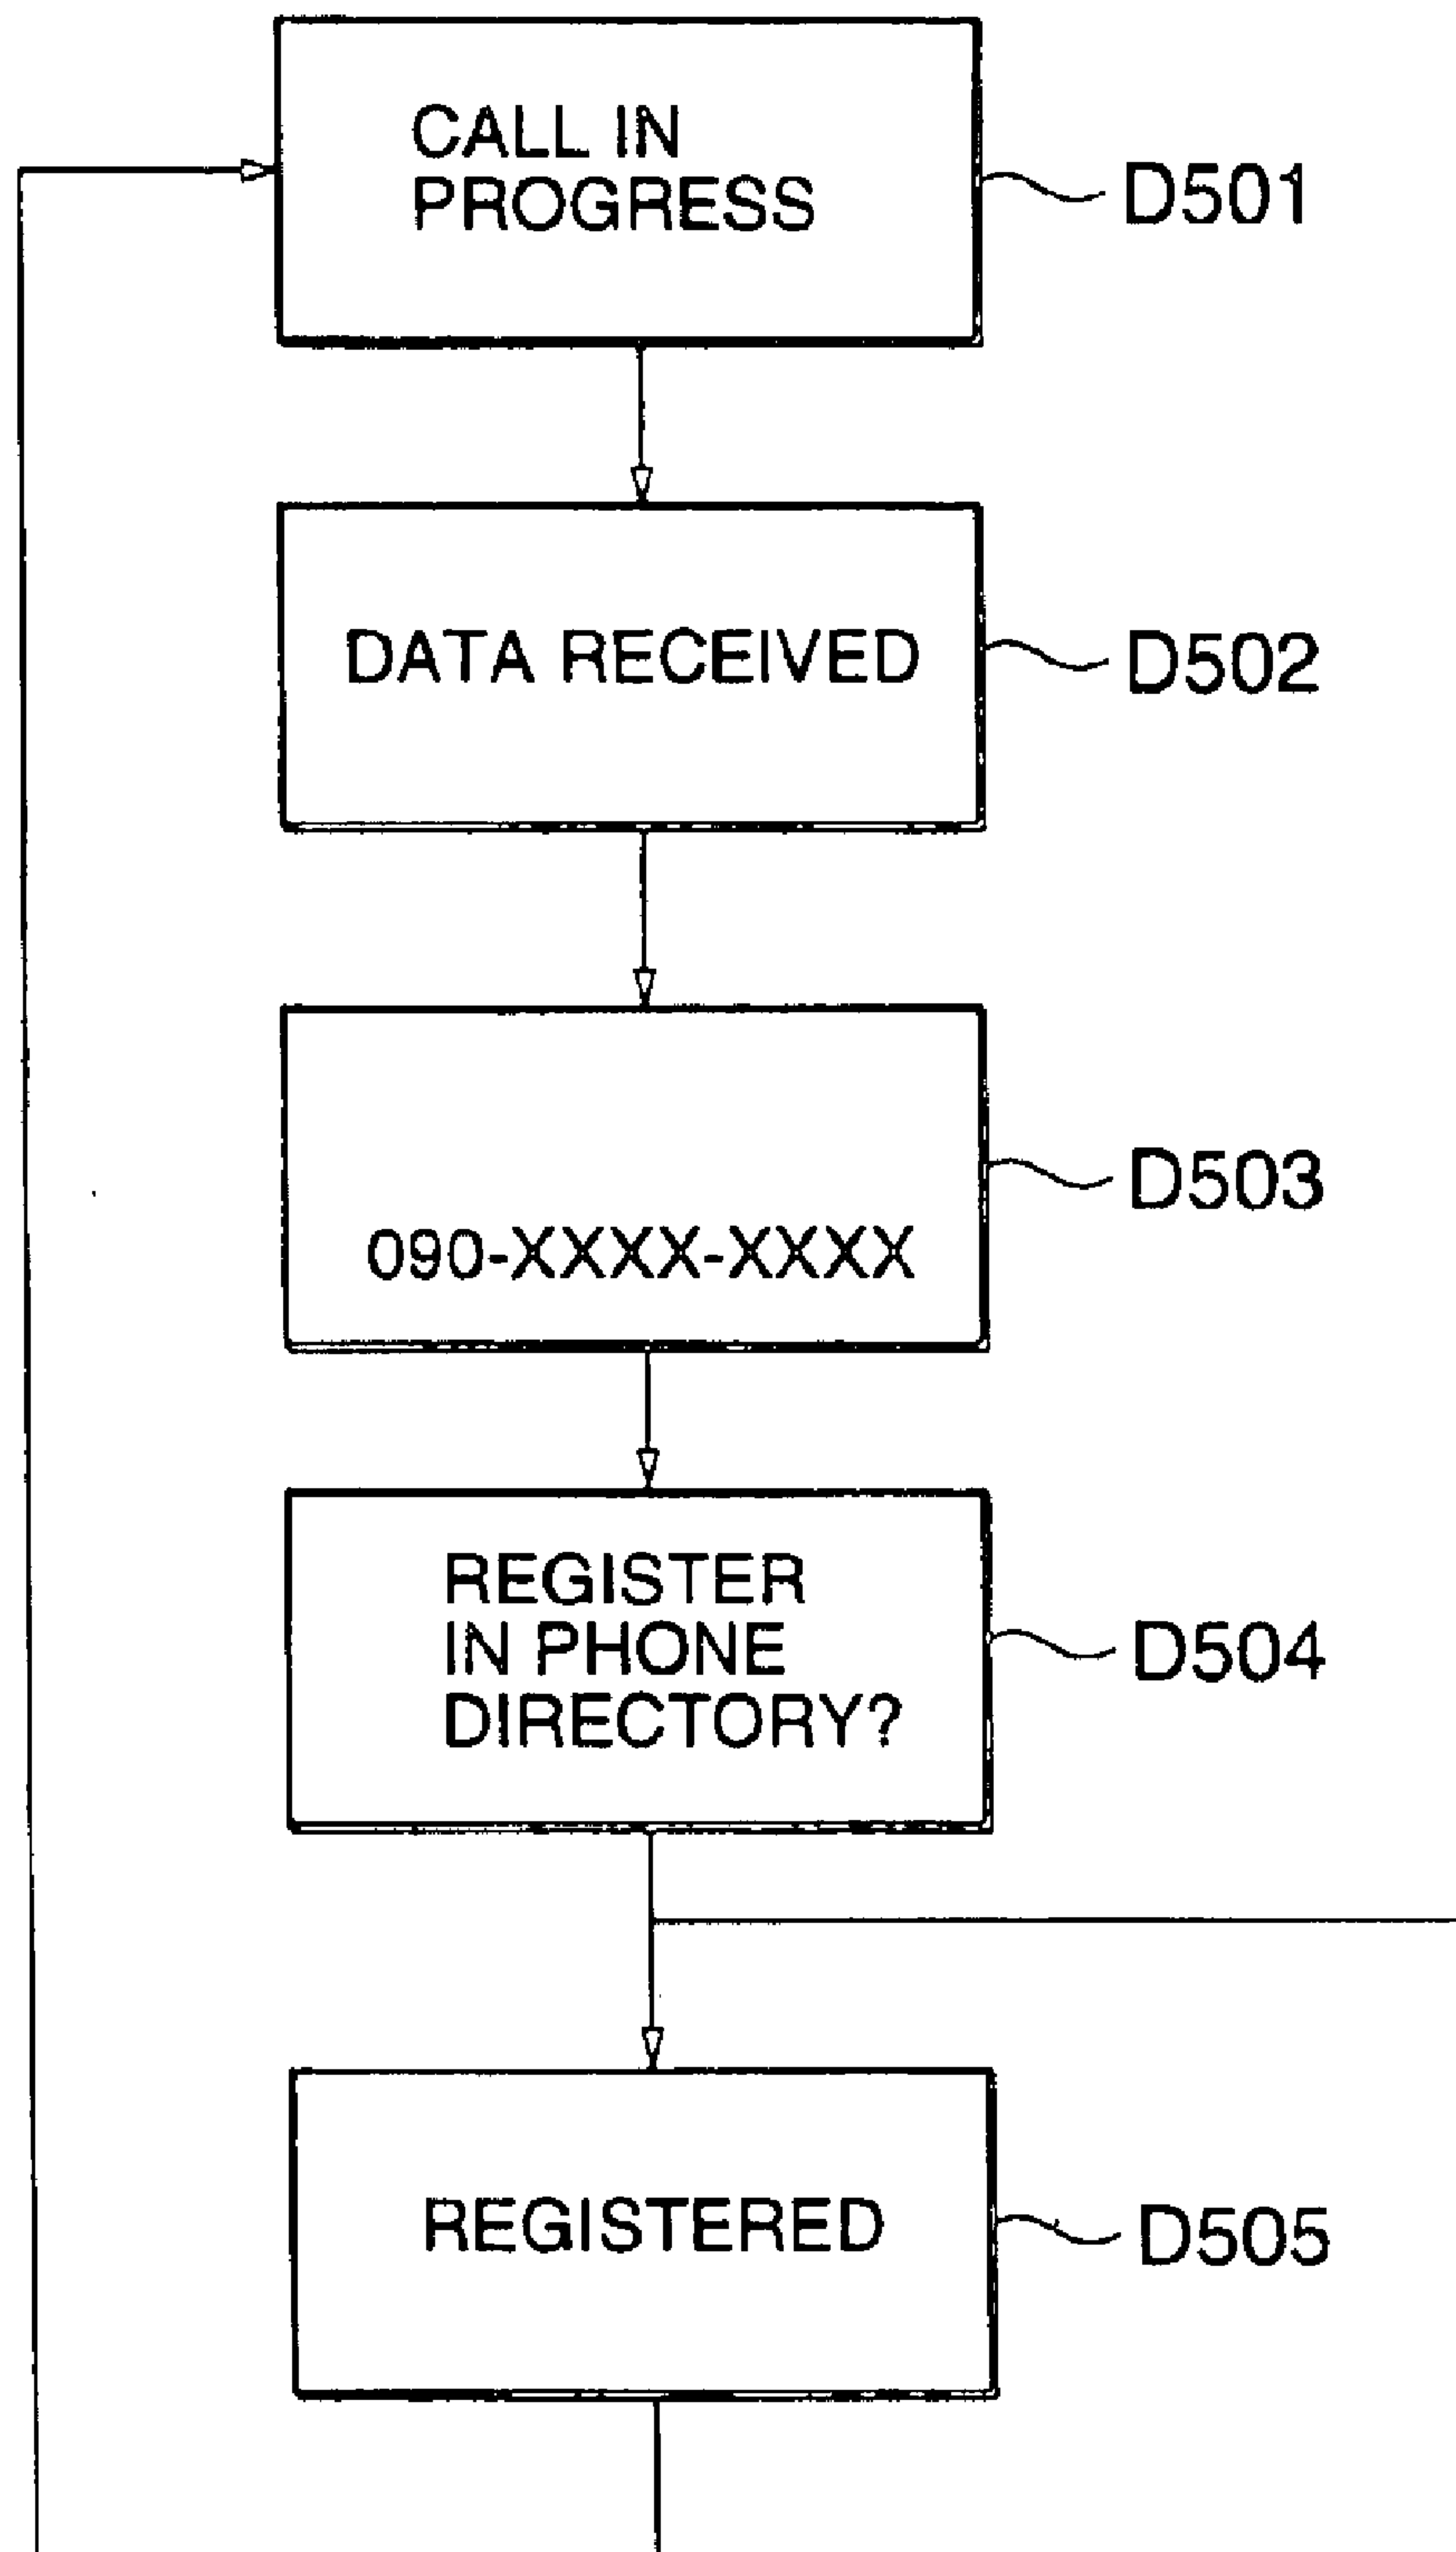 CALL IN
PROGRESS
D501
DATA RECEIVED
D502
090-XXXX-XXXX
D503
REGISTER
IN PHONE
DIRECTORY?
D504
REGISTERED
D505